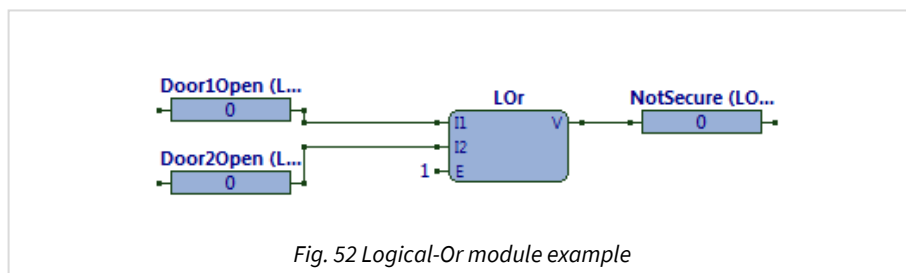 Door1Open (L...
0
LOr
NotSecure (LO...
I1
V
0
Door2Open (L...
I2
0
1
E
Fig. 52 Logical-Or module example